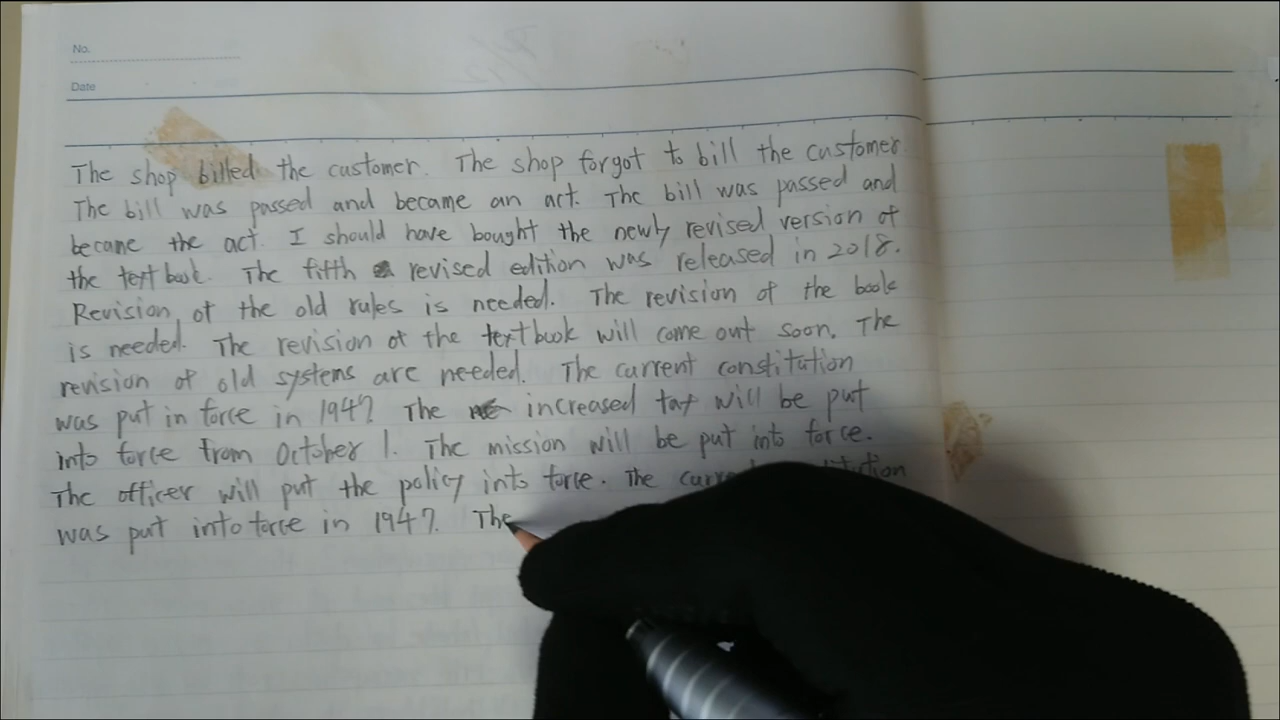 No.
Date
The shop billed the customer. The shop forgot to bill the customer
The bill was passed and became an act. The bill was passed and
became the act. I should have bought the newly revised version of
the textbook. The fifth revised edition was released in 2018.
Revision of the old rules is needed. The revision of the book
is needed. The revision of the textbook will come out soon. The
revision of old systems are needed. The current constitution
was put in force in 1947 The increased tax will be put
into force from October 1. The mission will be put into force.
The officer will put the policy into force. The
was put into force in 1947. The